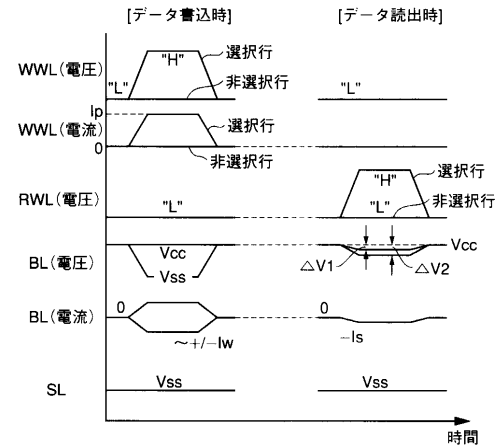 [データ書込時]
[データ読出時]
WWL(電圧)
"L"
"H"
選択行
非選択行
"L"
Ip
WWL(電流)
0
選択行
非選択行
RWL(電圧)
"L"
"H"
"L"
選択行
非選択行
BL(電圧)
Vcc
Vss
△V1
△V2
Vcc
BL(電流)
0
~+/-Iw
0
-Is
SL
Vss
Vss
時間